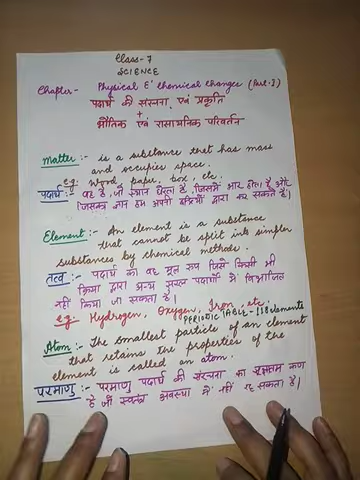 Class-7
SCIENCE
Chapter- Physical & Chemical Changes (Part-I)
पदार्थ की संरचना एवं प्रकृति
+
भौतिक एवं रासायनिक परिवर्तन
Matter:- is a substance that has mass
and occupies space.
e.g: Wood, paper, box, etc.
पदार्थ:- वह है, जो स्थान घेरता है, जिसमें भार होता है और
जिसका ज्ञान हम अपनी इन्द्रियों द्वारा कर सकते हैं।
Element:- An element is a substance
that cannot be split into simpler
substances by chemical methods.
तत्व:- पदार्थ का वह मूल रूप जिसे किसी भी
क्रिया द्वारा अन्य सरल पदार्थों में विभाजित
नहीं किया जा सकता है।
e.g: Hydrogen, Oxygen, Iron, etc.
PERIODIC TABLE-118 elements
Atom:- The smallest particle of an element
that retains the properties of the
element is called an atom.
परमाणु:- परमाणु पदार्थ की संरचना का सूक्ष्मतम कण
है जो स्वतंत्र अवस्था में नहीं रह सकता है।